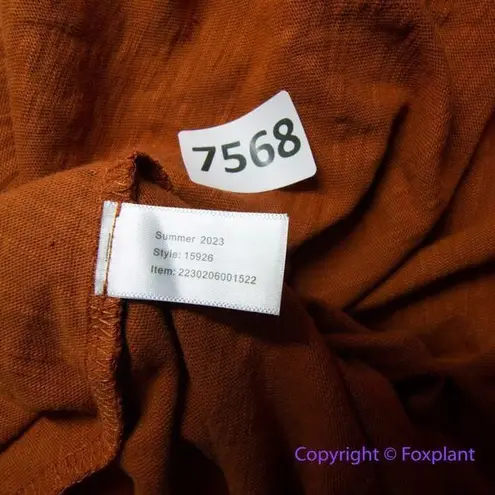 7568
Summer 2023
Style: 15926
Item: 2230206001522
Copyright © Foxplant